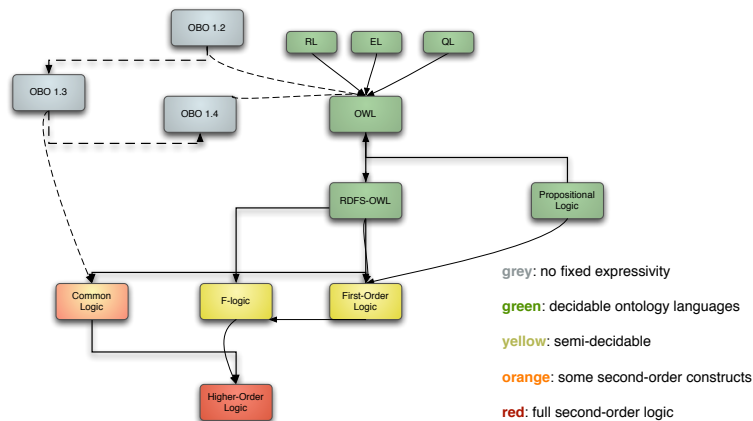 OBO 1.2
RL
EL
QL
OBO 1.3
OBO 1.4
OWL
RDFS-OWL
Propositional
Logic
Common
Logic
F-logic
First-Order
Logic
Higher-Order
Logic
grey: no fixed expressivity
green: decidable ontology languages
yellow: semi-decidable
orange: some second-order constructs
red: full second-order logic